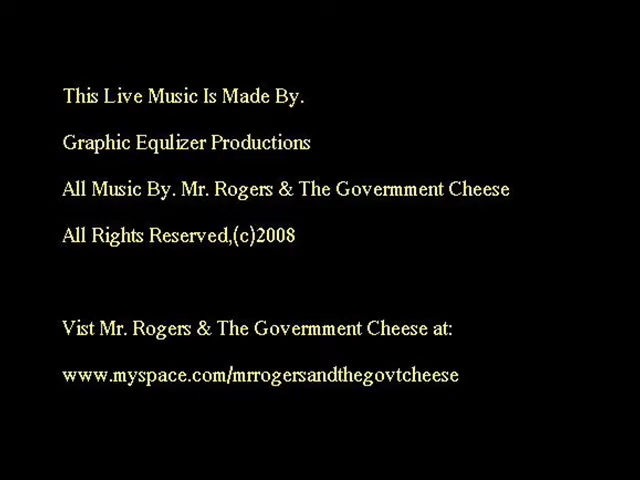 This Live Music Is Made By.
Graphic Equlizer Productions
All Music By. Mr. Rogers & The Govermment Cheese
All Rights Reserved,(c)2008
Vist Mr. Rogers & The Govermment Cheese at:
www.myspace.com/mrrogersandthegovtcheese